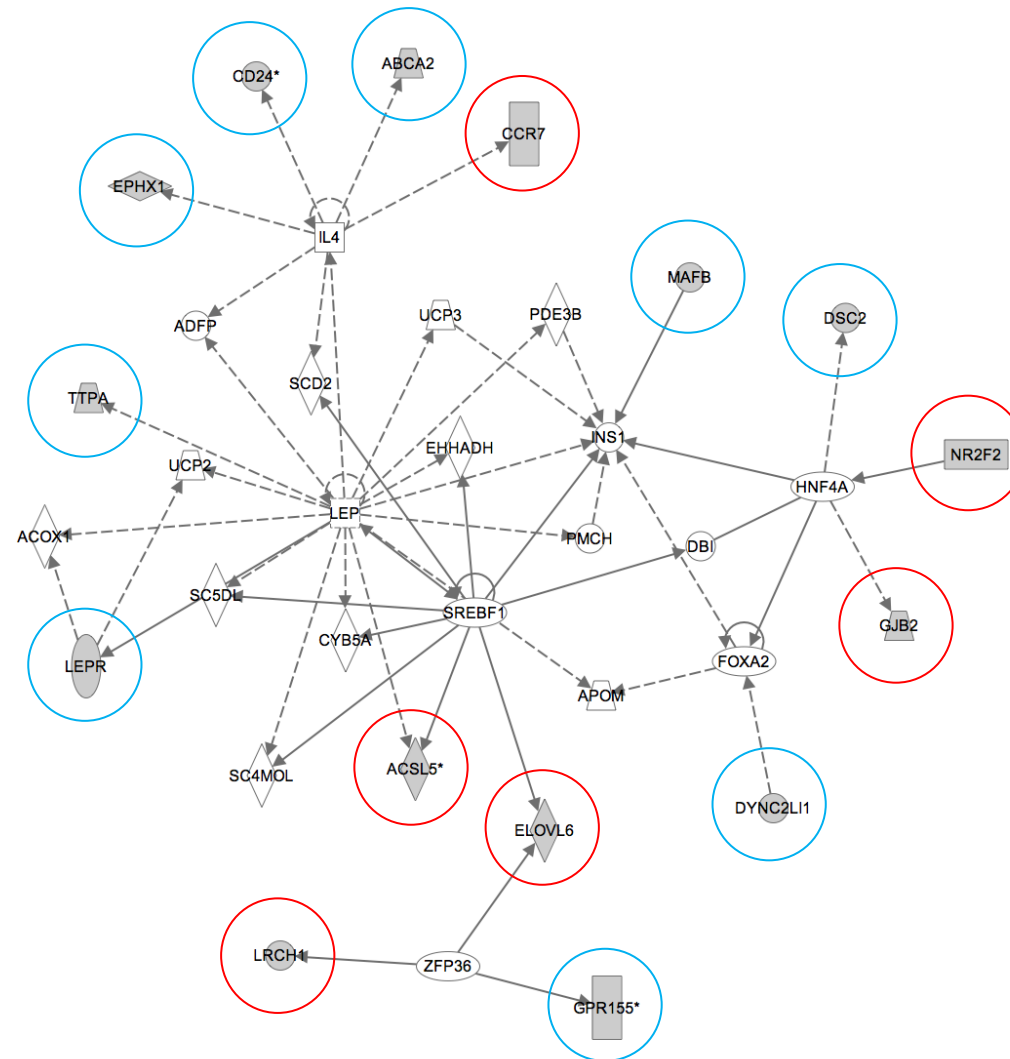 ABCA2
CD24*
CCR7
EPHX1
IL4
MAFB
UCP3
PDE3B
DSC2
ADFP
SCD2
TTPA
INS1
EHHADH
NR2F2
UCP2
HNF4A
LEP
ACOX1
PMCH
DBI
SC5DL
SREBF1
CYB5A
GJB2
LEPR
FOXA2
APOM
ACSL5*
SC4MOL
DYNC2LI1
ELOVL6
LRCH1
ZFP36
GPR155*